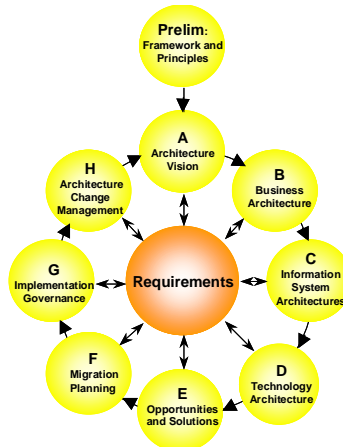 Prelim:
Framework and
Principles
A
Architecture
Vision
H
Architecture
Change
Management
B
Business
Architecture
G
Implementation
Governance
Requirements
C
Information
System
Architectures
F
Migration
Planning
D
Technology
Architecture
E
Opportunities
and Solutions